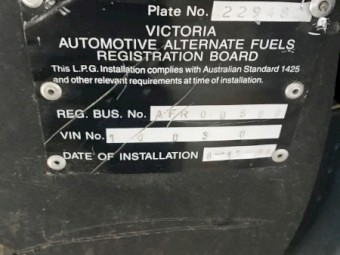 Plate No.
VICTORIA
AUTOMOTIVE ALTERNATE FUELS
REGISTRATION BOARD
This L.P.G. Installation complies with Australian Standard 1425
and other relevant requirements at time of installation.
REG. BUS. No.
VIN No. 10030
DATE OF INSTALLATION